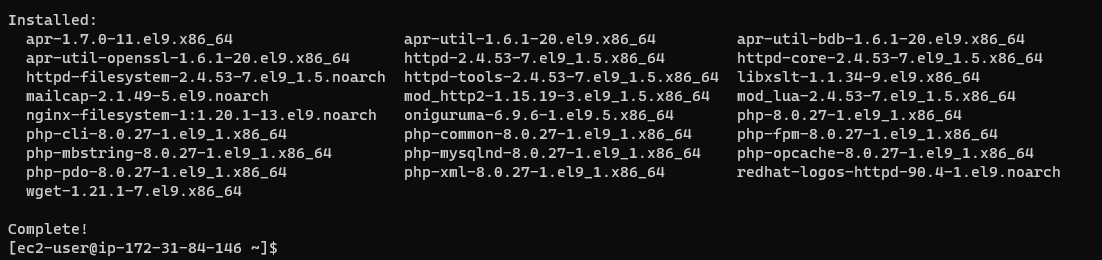 Installed:
  apr-1.7.0-11.el9.x86_64                   apr-util-1.6.1-20.el9.x86_64         apr-util-bdb-1.6.1-20.el9.x86_64
  apr-util-openssl-1.6.1-20.el9.x86_64      httpd-2.4.53-7.el9_1.5.x86_64        httpd-core-2.4.53-7.el9_1.5.x86_64
  httpd-filesystem-2.4.53-7.el9_1.5.noarch  httpd-tools-2.4.53-7.el9_1.5.x86_64  libxslt-1.1.34-9.el9.x86_64
  mailcap-2.1.49-5.el9.noarch               mod_http2-1.15.19-3.el9_1.5.x86_64   mod_lua-2.4.53-7.el9_1.5.x86_64
  nginx-filesystem-1:1.20.1-13.el9.noarch   oniguruma-6.9.6-1.el9.5.x86_64       php-8.0.27-1.el9_1.x86_64
  php-cli-8.0.27-1.el9_1.x86_64             php-common-8.0.27-1.el9_1.x86_64     php-fpm-8.0.27-1.el9_1.x86_64
  php-mbstring-8.0.27-1.el9_1.x86_64        php-mysqlnd-8.0.27-1.el9_1.x86_64    php-opcache-8.0.27-1.el9_1.x86_64
  php-pdo-8.0.27-1.el9_1.x86_64             php-xml-8.0.27-1.el9_1.x86_64        redhat-logos-httpd-90.4-1.el9.noarch
  wget-1.21.1-7.el9.x86_64
Complete!
[ec2-user@ip-172-31-84-146 ~]$